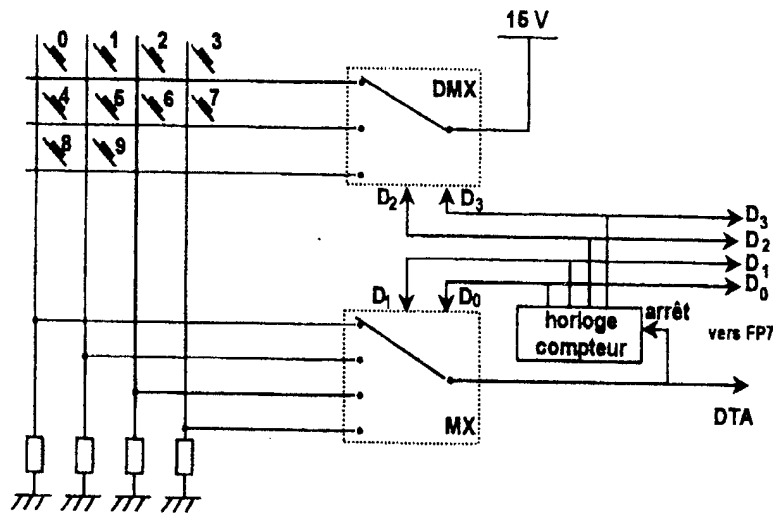 15 V
0 1 2 3
DMX
4 5 6 7
8 9
D2 D3
D3
D2
D1
D0
D1 D0
arrêt
horloge
compteur
vers FP7
MX
DTA